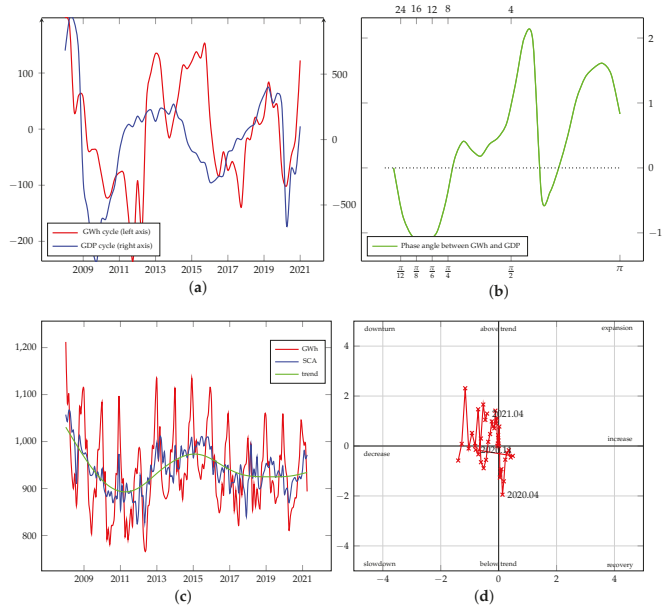 100
0
−100
−200
500
0
−500
GWh cycle (left axis)
GDP cycle (right axis)
2009 2011 2013 2015 2017 2019 2021
(a)
24 16 12 8 4
2
1
0
−1
Phase angle between GWh and GDP
π/12 π/8 π/6 π/4 π/2 π
(b)
1,200
1,100
1,000
900
800
GWh
SCA
trend
2009 2011 2013 2015 2017 2019 2021
(c)
downturn above trend expansion
4
2
0
−2
−4
increase
decrease
2021.04
2020.04
slowdown below trend recovery
−4 −2 0 2 4
(d)